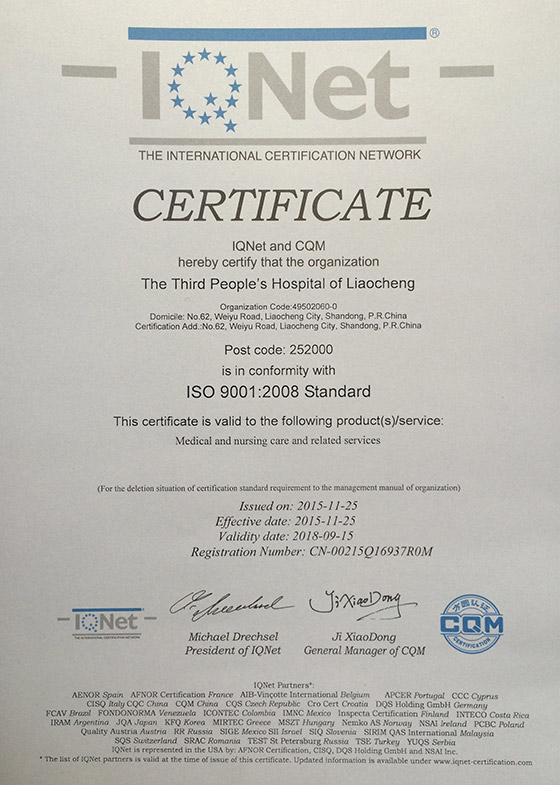 IQNet®
THE INTERNATIONAL CERTIFICATION NETWORK
CERTIFICATE
IQNet and CQM
hereby certify that the organization
The Third People's Hospital of Liaocheng
Organization Code:49502060-0
Domicile: No.62, Weiyu Road, Liaocheng City, Shandong, P.R.China
Certification Add.:No.62, Weiyu Road, Liaocheng City, Shandong, P.R.China
Post code: 252000
is in conformity with
ISO 9001:2008 Standard
This certificate is valid to the following product(s)/service:
Medical and nursing care and related services
(For the deletion situation of certification standard requirement to the management manual of organization)
Issued on: 2015-11-25
Effective date: 2015-11-25
Validity date: 2018-09-15
Registration Number: CN-00215Q16937R0M
IQNet
THE INTERNATIONAL CERTIFICATION NETWORK
Ji XiaoDong
方圆认证
CQM
CERTIFICATION
Michael Drechsel Ji XiaoDong
President of IQNet General Manager of CQM
IQNet Partners*:
AENOR Spain AFNOR Certification France AIB-Vinçotte International Belgium APCER Portugal CCC Cyprus
CISQ Italy CQC China CQM China CQS Czech Republic Cro Cert Croatia DQS Holding GmbH Germany
FCAV Brazil FONDONORMA Venezuela ICONTEC Colombia IMNC Mexico Inspecta Certification Finland INTECO Costa Rica
IRAM Argentina JQA Japan KFQ Korea MIRTEC Greece MSZT Hungary Nemko AS Norway NSAI Ireland PCBC Poland
Quality Austria Austria RR Russia SIGE Mexico SII Israel SIQ Slovenia SIRIM QAS International Malaysia
SQS Switzerland SRAC Romania TEST St Petersburg Russia TSE Turkey YUQS Serbia
IQNet is represented in the USA by: AFNOR Certification, CISQ, DQS Holding GmbH and NSAI Inc.
* The list of IQNet partners is valid at the time of issue of this certificate. Updated information is available under www.iqnet-certification.com